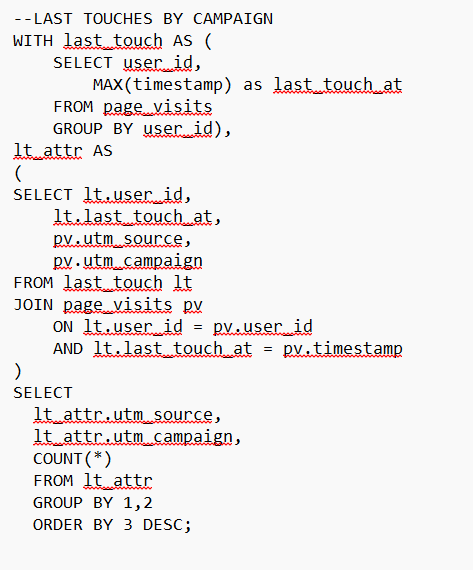 --LAST TOUCHES BY CAMPAIGN
WITH last_touch AS (
    SELECT user_id,
        MAX(timestamp) as last_touch_at
    FROM page_visits
    GROUP BY user_id),
lt_attr AS
(
SELECT lt.user_id,
    lt.last_touch_at,
    pv.utm_source,
    pv.utm_campaign
FROM last_touch lt
JOIN page_visits pv
    ON lt.user_id = pv.user_id
    AND lt.last_touch_at = pv.timestamp
)
SELECT
  lt_attr.utm_source,
  lt_attr.utm_campaign,
  COUNT(*)
  FROM lt_attr
  GROUP BY 1,2
  ORDER BY 3 DESC;